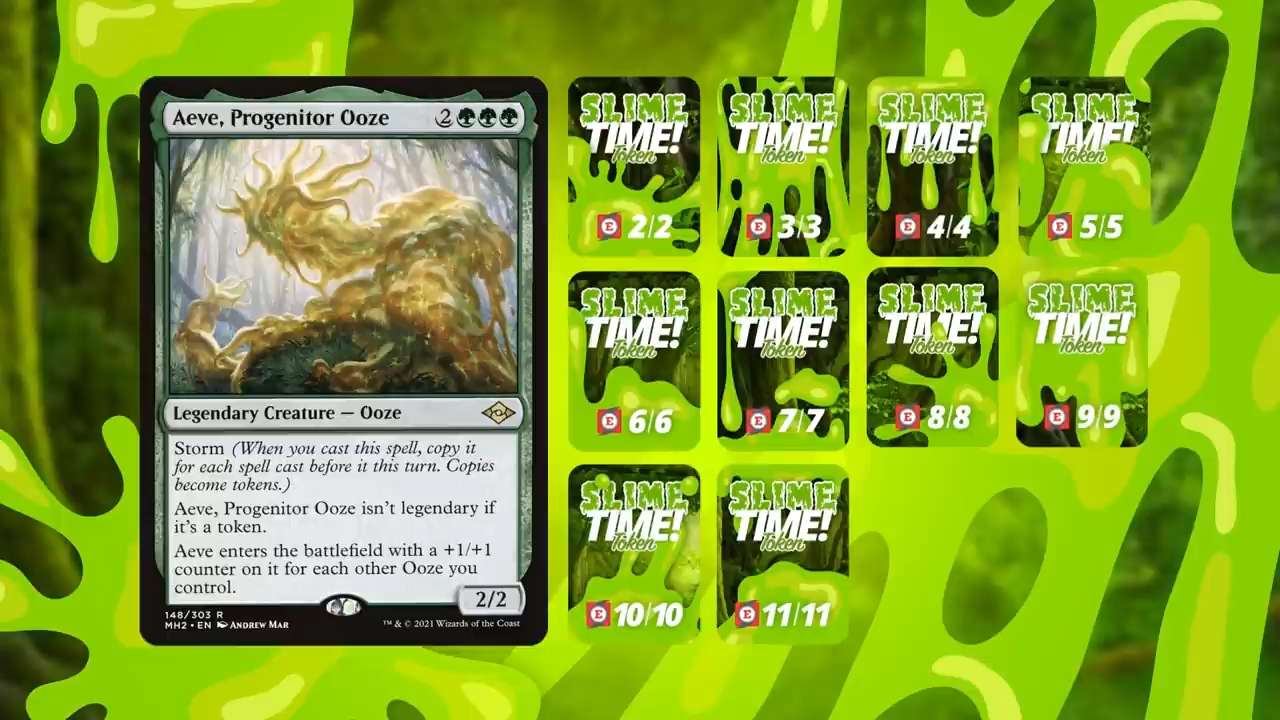 Aeve, Progenitor Ooze 2
Legendary Creature — Ooze
Storm (When you cast this spell, copy it
for each spell cast before it this turn. Copies
become tokens.)
Aeve, Progenitor Ooze isn't legendary if
it's a token.
Aeve enters the battlefield with a +1/+1
counter on it for each other Ooze you
control.
2/2
148/303 R
MH2 • EN ANDREW MAR
™ & © 2021 Wizards of the Coast
SLIME
TIME!
Token
E 2/2
SLIME
TIME!
Token
E 3/3
SLIME
TIME!
Token
E 4/4
SLIME
TIME!
Token
E 5/5
SLIME
TIME!
Token
E 6/6
SLIME
TIME!
Token
E 7/7
SLIME
TIME!
Token
E 8/8
SLIME
TIME!
Token
E 9/9
SLIME
TIME!
Token
E 10/10
SLIME
TIME!
Token
E 11/11